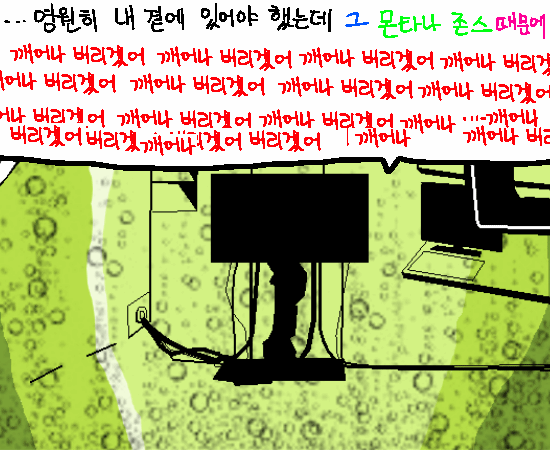 ...영원히 내 곁에 있어야 했는데 그 몬타나 존스때문에
깨어나 버리겠어 깨어나 버리겠어 깨어나 버리겠어 깨어나 버리겠
깨어나 버리겠어 깨어나 버리겠어 깨어나 버리겠어 깨어나 버리겠어
나 버리겠어 깨어나 버리겠어 깨어나 버리겠어 깨어나 버리겠어 ...깨어나
버리겠어 버리겠 깨어나 버리겠어 버리겠어 깨어나 깨어나 버리